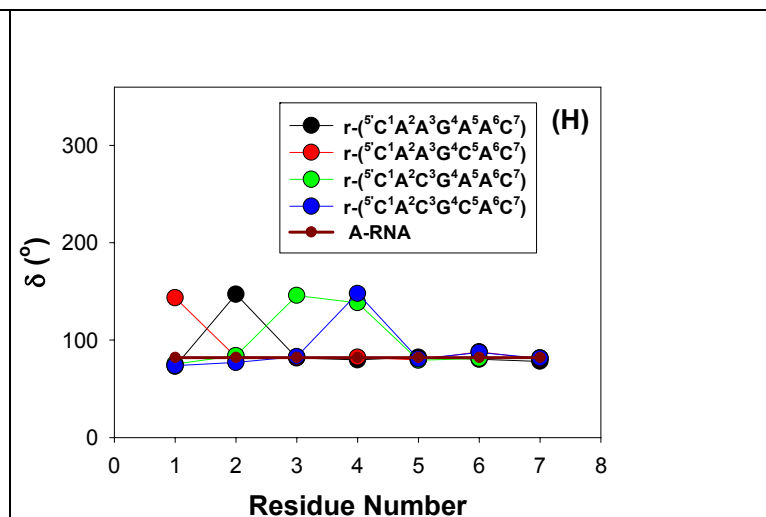 (H)
r-(⁵'C¹A²A³G⁴A⁵A⁶C⁷)
r-(⁵'C¹A²A³G⁴C⁵A⁶C⁷)
r-(⁵'C¹A²C³G⁴A⁵A⁶C⁷)
r-(⁵'C¹A²C³G⁴C⁵A⁶C⁷)
A-RNA
300
200
100
0
δ (⁰)
0 1 2 3 4 5 6 7 8
Residue Number